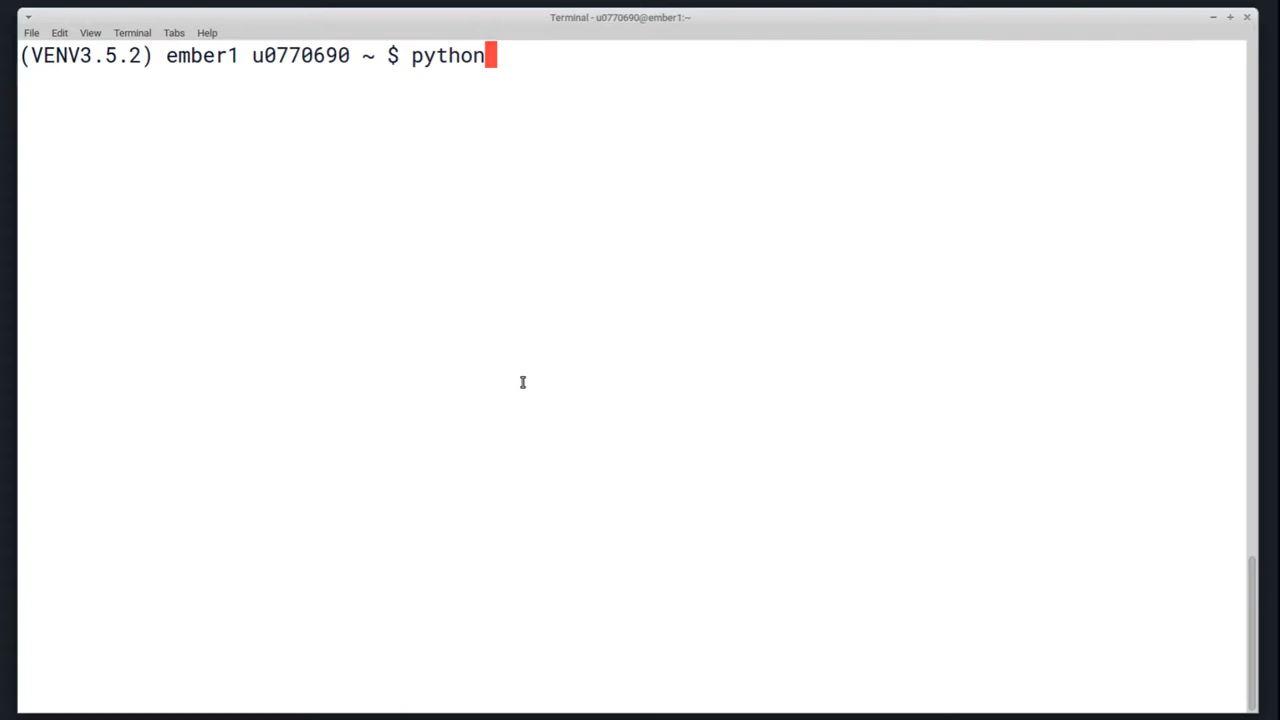 Terminal - u0770690@ember1:~
File Edit View Terminal Tabs Help
(VENV3.5.2) ember1 u0770690 ~ $ python